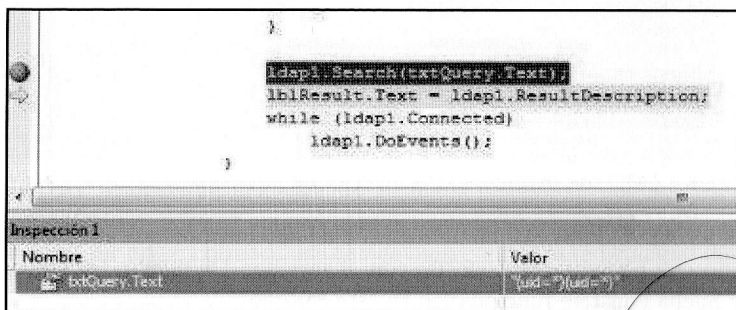 }
ldap1.Search(txtQuery.Text);
lblResult.Text = ldap1.ResultDescription;
while (ldap1.Connected)
ldap1.DoEvents();
}
Inspección 1
Nombre Valor
txtQuery.Text "(uid=*)(uid=*)"